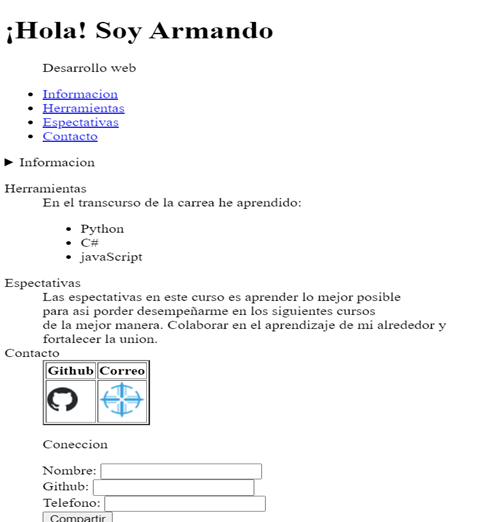 ¡Hola! Soy Armando
Desarrollo web
Informacion
Herramientas
Espectativas
Contacto
Informacion
Herramientas
En el transcurso de la carrea he aprendido:
Python
C#
javaScript
Espectativas
Las espectativas en este curso es aprender lo mejor posible
para asi porder desempeñarme en los siguientes cursos
de la mejor manera. Colaborar en el aprendizaje de mi alrededor y
fortalecer la union.
Contacto
Github Correo
Coneccion
Nombre:
Github:
Telefono:
Compartir